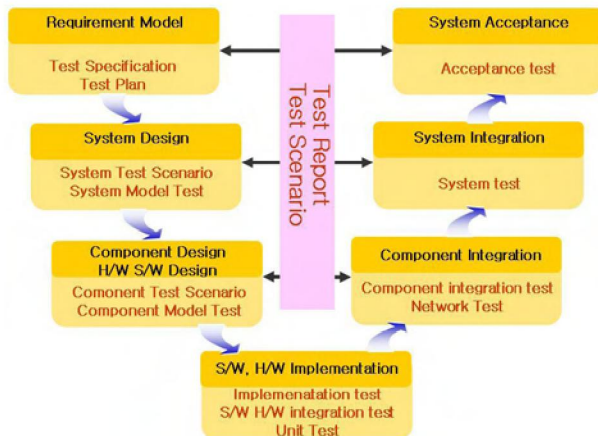 Requirement Model
Test Specification
Test Plan
System Design
System Test Scenario
System Model Test
Component Design
H/W S/W Design
Comonent Test Scenario
Component Model Test
S/W, H/W Implementation
Implemenatation test
S/W H/W integration test
Unit Test
Component Integration
Component integration test
Network Test
System Integration
System test
System Acceptance
Acceptance test
Test Report
Test Scenario